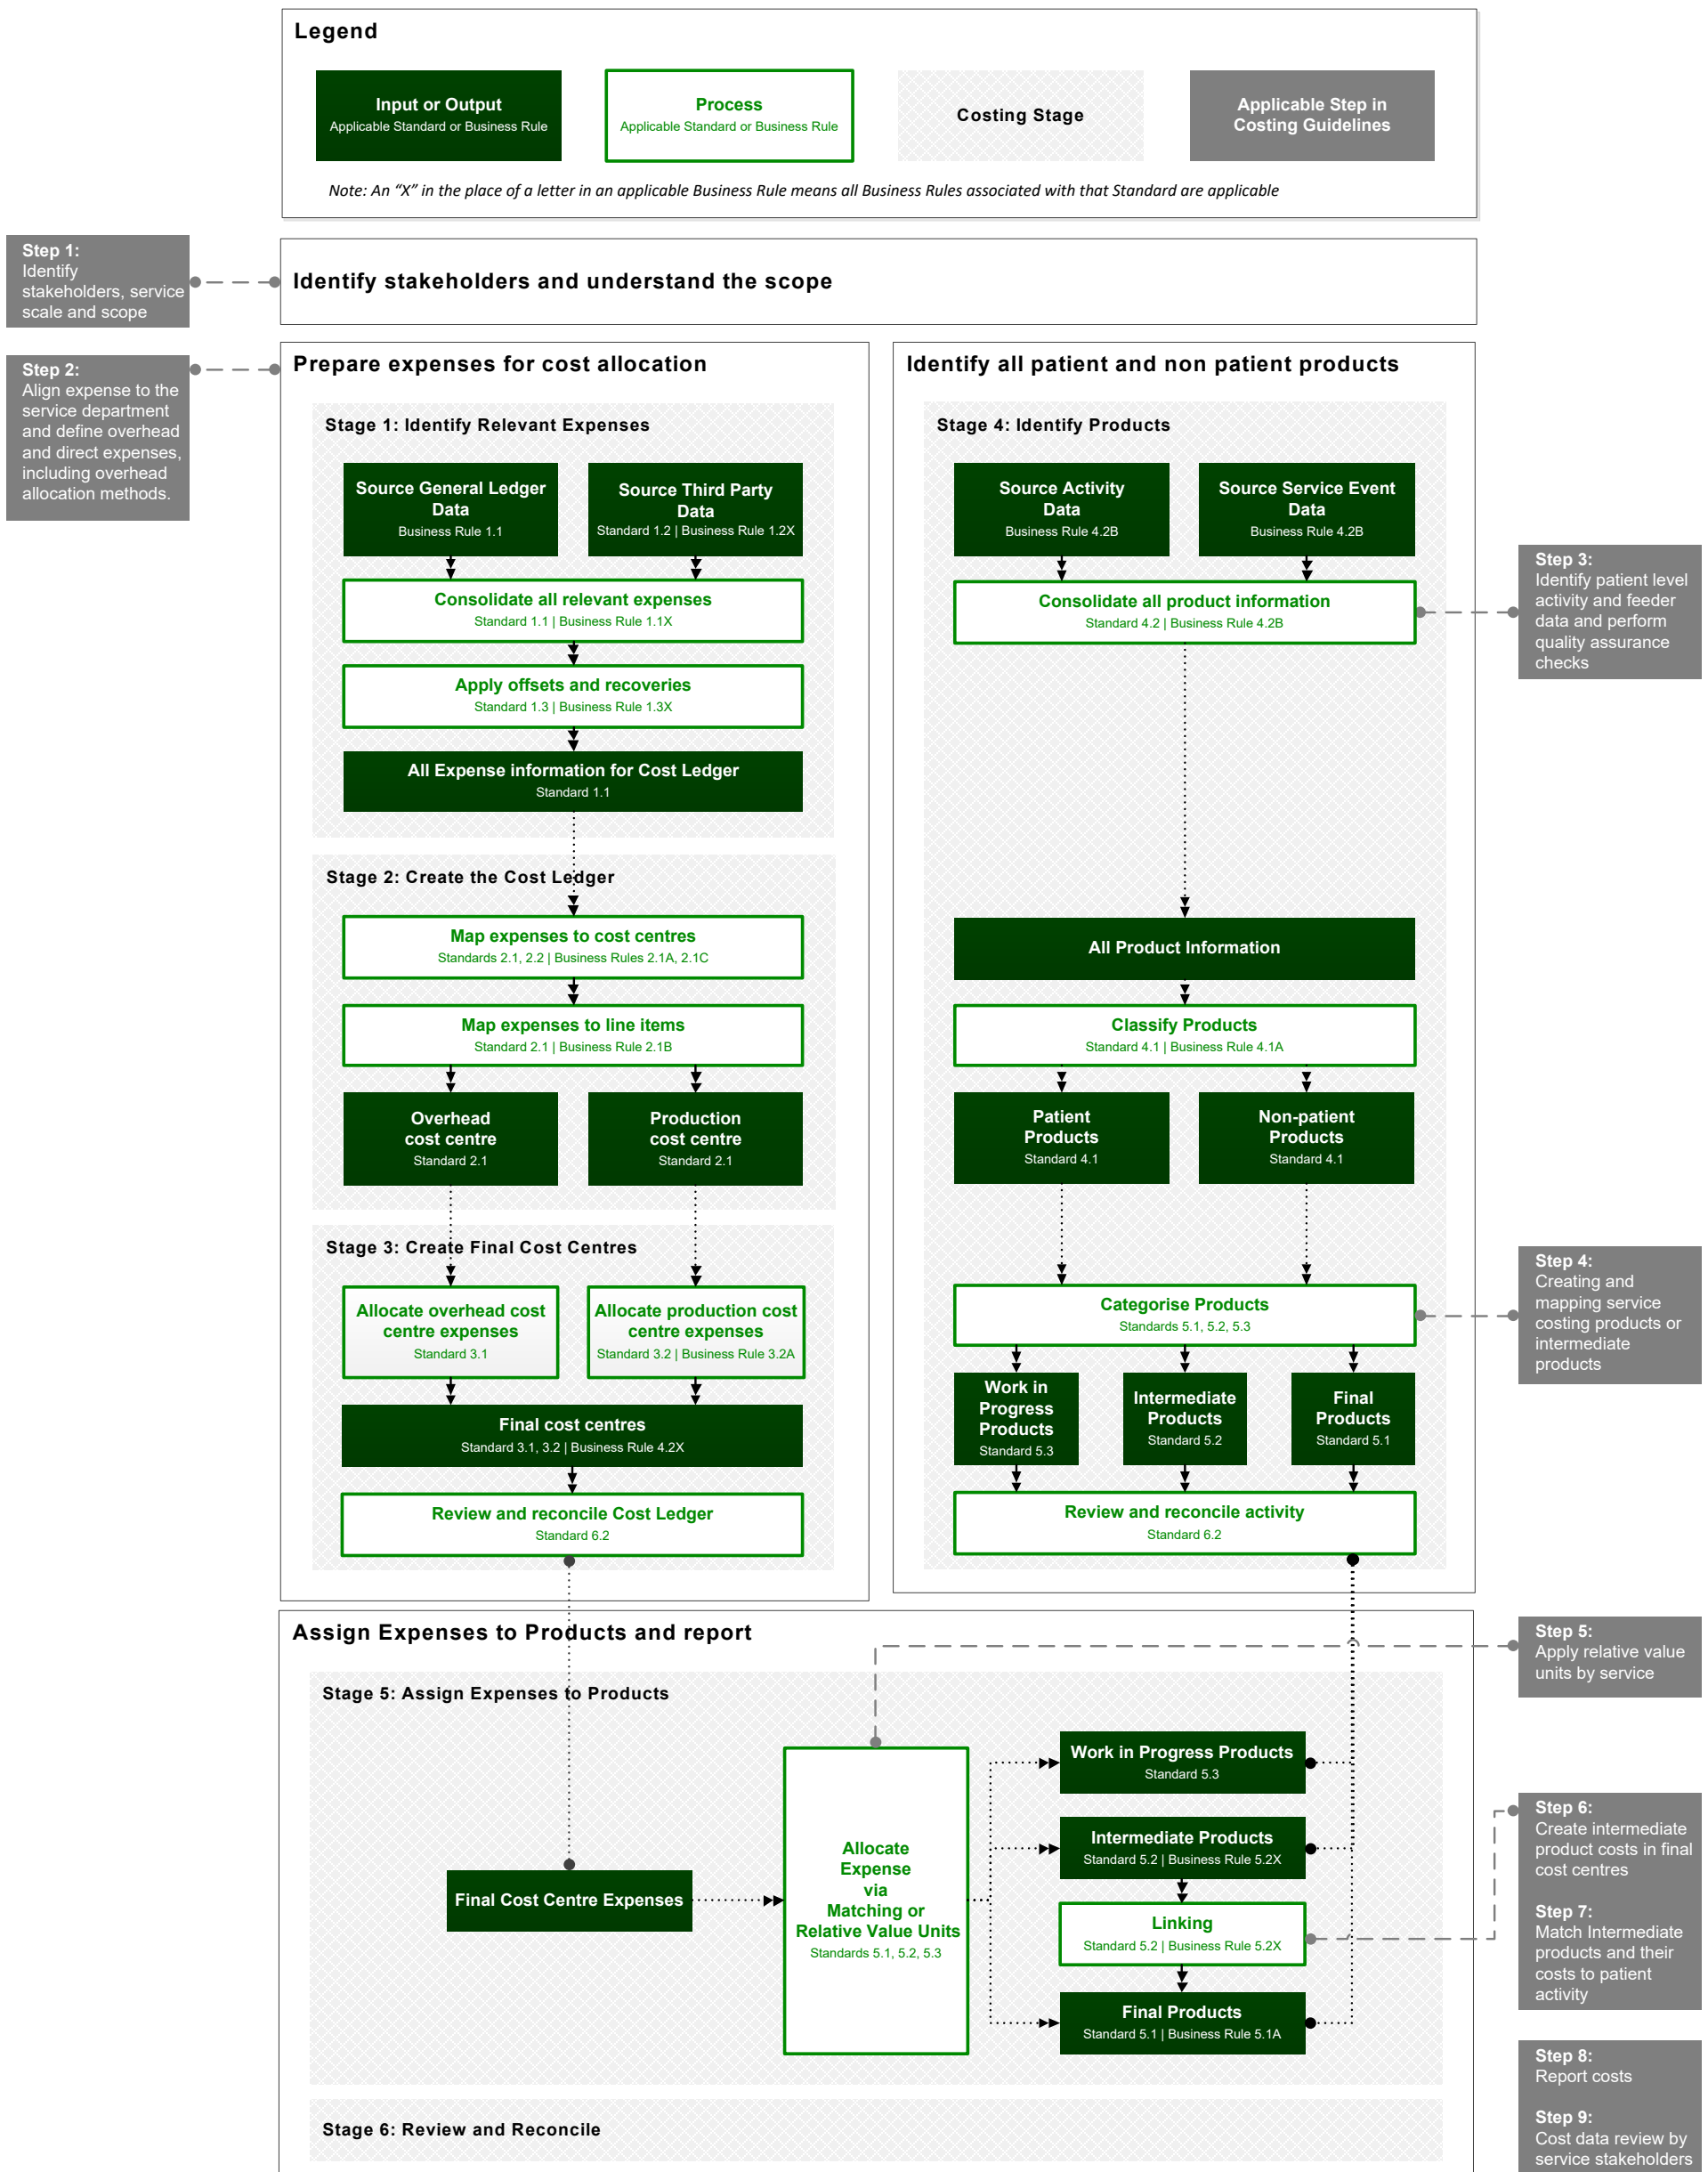 Legend
Input or Output
Applicable Standard or Business Rule
Process
Applicable Standard or Business Rule
Costing Stage
Applicable Step in
Costing Guidelines
Note: An “X” in the place of a letter in an applicable Business Rule means all Business Rules associated with that Standard are applicable
Step 1:
Identify
stakeholders, service
scale and scope
Identify stakeholders and understand the scope
Step 2:
Align expense to the
service department
and define overhead
and direct expenses,
including overhead
allocation methods.
Prepare expenses for cost allocation
Stage 1: Identify Relevant Expenses
Source General Ledger
Data
Business Rule 1.1
Source Third Party
Data
Standard 1.2 | Business Rule 1.2X
Consolidate all relevant expenses
Standard 1.1 | Business Rule 1.1X
Apply offsets and recoveries
Standard 1.3 | Business Rule 1.3X
All Expense information for Cost Ledger
Standard 1.1
Stage 2: Create the Cost Ledger
Map expenses to cost centres
Standards 2.1, 2.2 | Business Rules 2.1A, 2.1C
Map expenses to line items
Standard 2.1 | Business Rule 2.1B
Overhead
cost centre
Standard 2.1
Production
cost centre
Standard 2.1
Stage 3: Create Final Cost Centres
Allocate overhead cost
centre expenses
Standard 3.1
Allocate production cost
centre expenses
Standard 3.2 | Business Rule 3.2A
Final cost centres
Standard 3.1, 3.2 | Business Rule 4.2X
Review and reconcile Cost Ledger
Standard 6.2
Identify all patient and non patient products
Stage 4: Identify Products
Source Activity
Data
Business Rule 4.2B
Source Service Event
Data
Business Rule 4.2B
Consolidate all product information
Standard 4.2 | Business Rule 4.2B
Step 3:
Identify patient level
activity and feeder
data and perform
quality assurance
checks
All Product Information
Classify Products
Standard 4.1 | Business Rule 4.1A
Patient
Products
Standard 4.1
Non-patient
Products
Standard 4.1
Categorise Products
Standards 5.1, 5.2, 5.3
Step 4:
Creating and
mapping service
costing products or
intermediate
products
Work in
Progress
Products
Standard 5.3
Intermediate
Products
Standard 5.2
Final
Products
Standard 5.1
Review and reconcile activity
Standard 6.2
Assign Expenses to Products and report
Step 5:
Apply relative value
units by service
Stage 5: Assign Expenses to Products
Final Cost Centre Expenses
Allocate
Expense
via
Matching or
Relative Value Units
Standards 5.1, 5.2, 5.3
Work in Progress Products
Standard 5.3
Intermediate Products
Standard 5.2 | Business Rule 5.2X
Linking
Standard 5.2 | Business Rule 5.2X
Final Products
Standard 5.1 | Business Rule 5.1A
Step 6:
Create intermediate
product costs in final
cost centres
Step 7:
Match Intermediate
products and their
costs to patient
activity
Stage 6: Review and Reconcile
Step 8:
Report costs
Step 9:
Cost data review by
service stakeholders